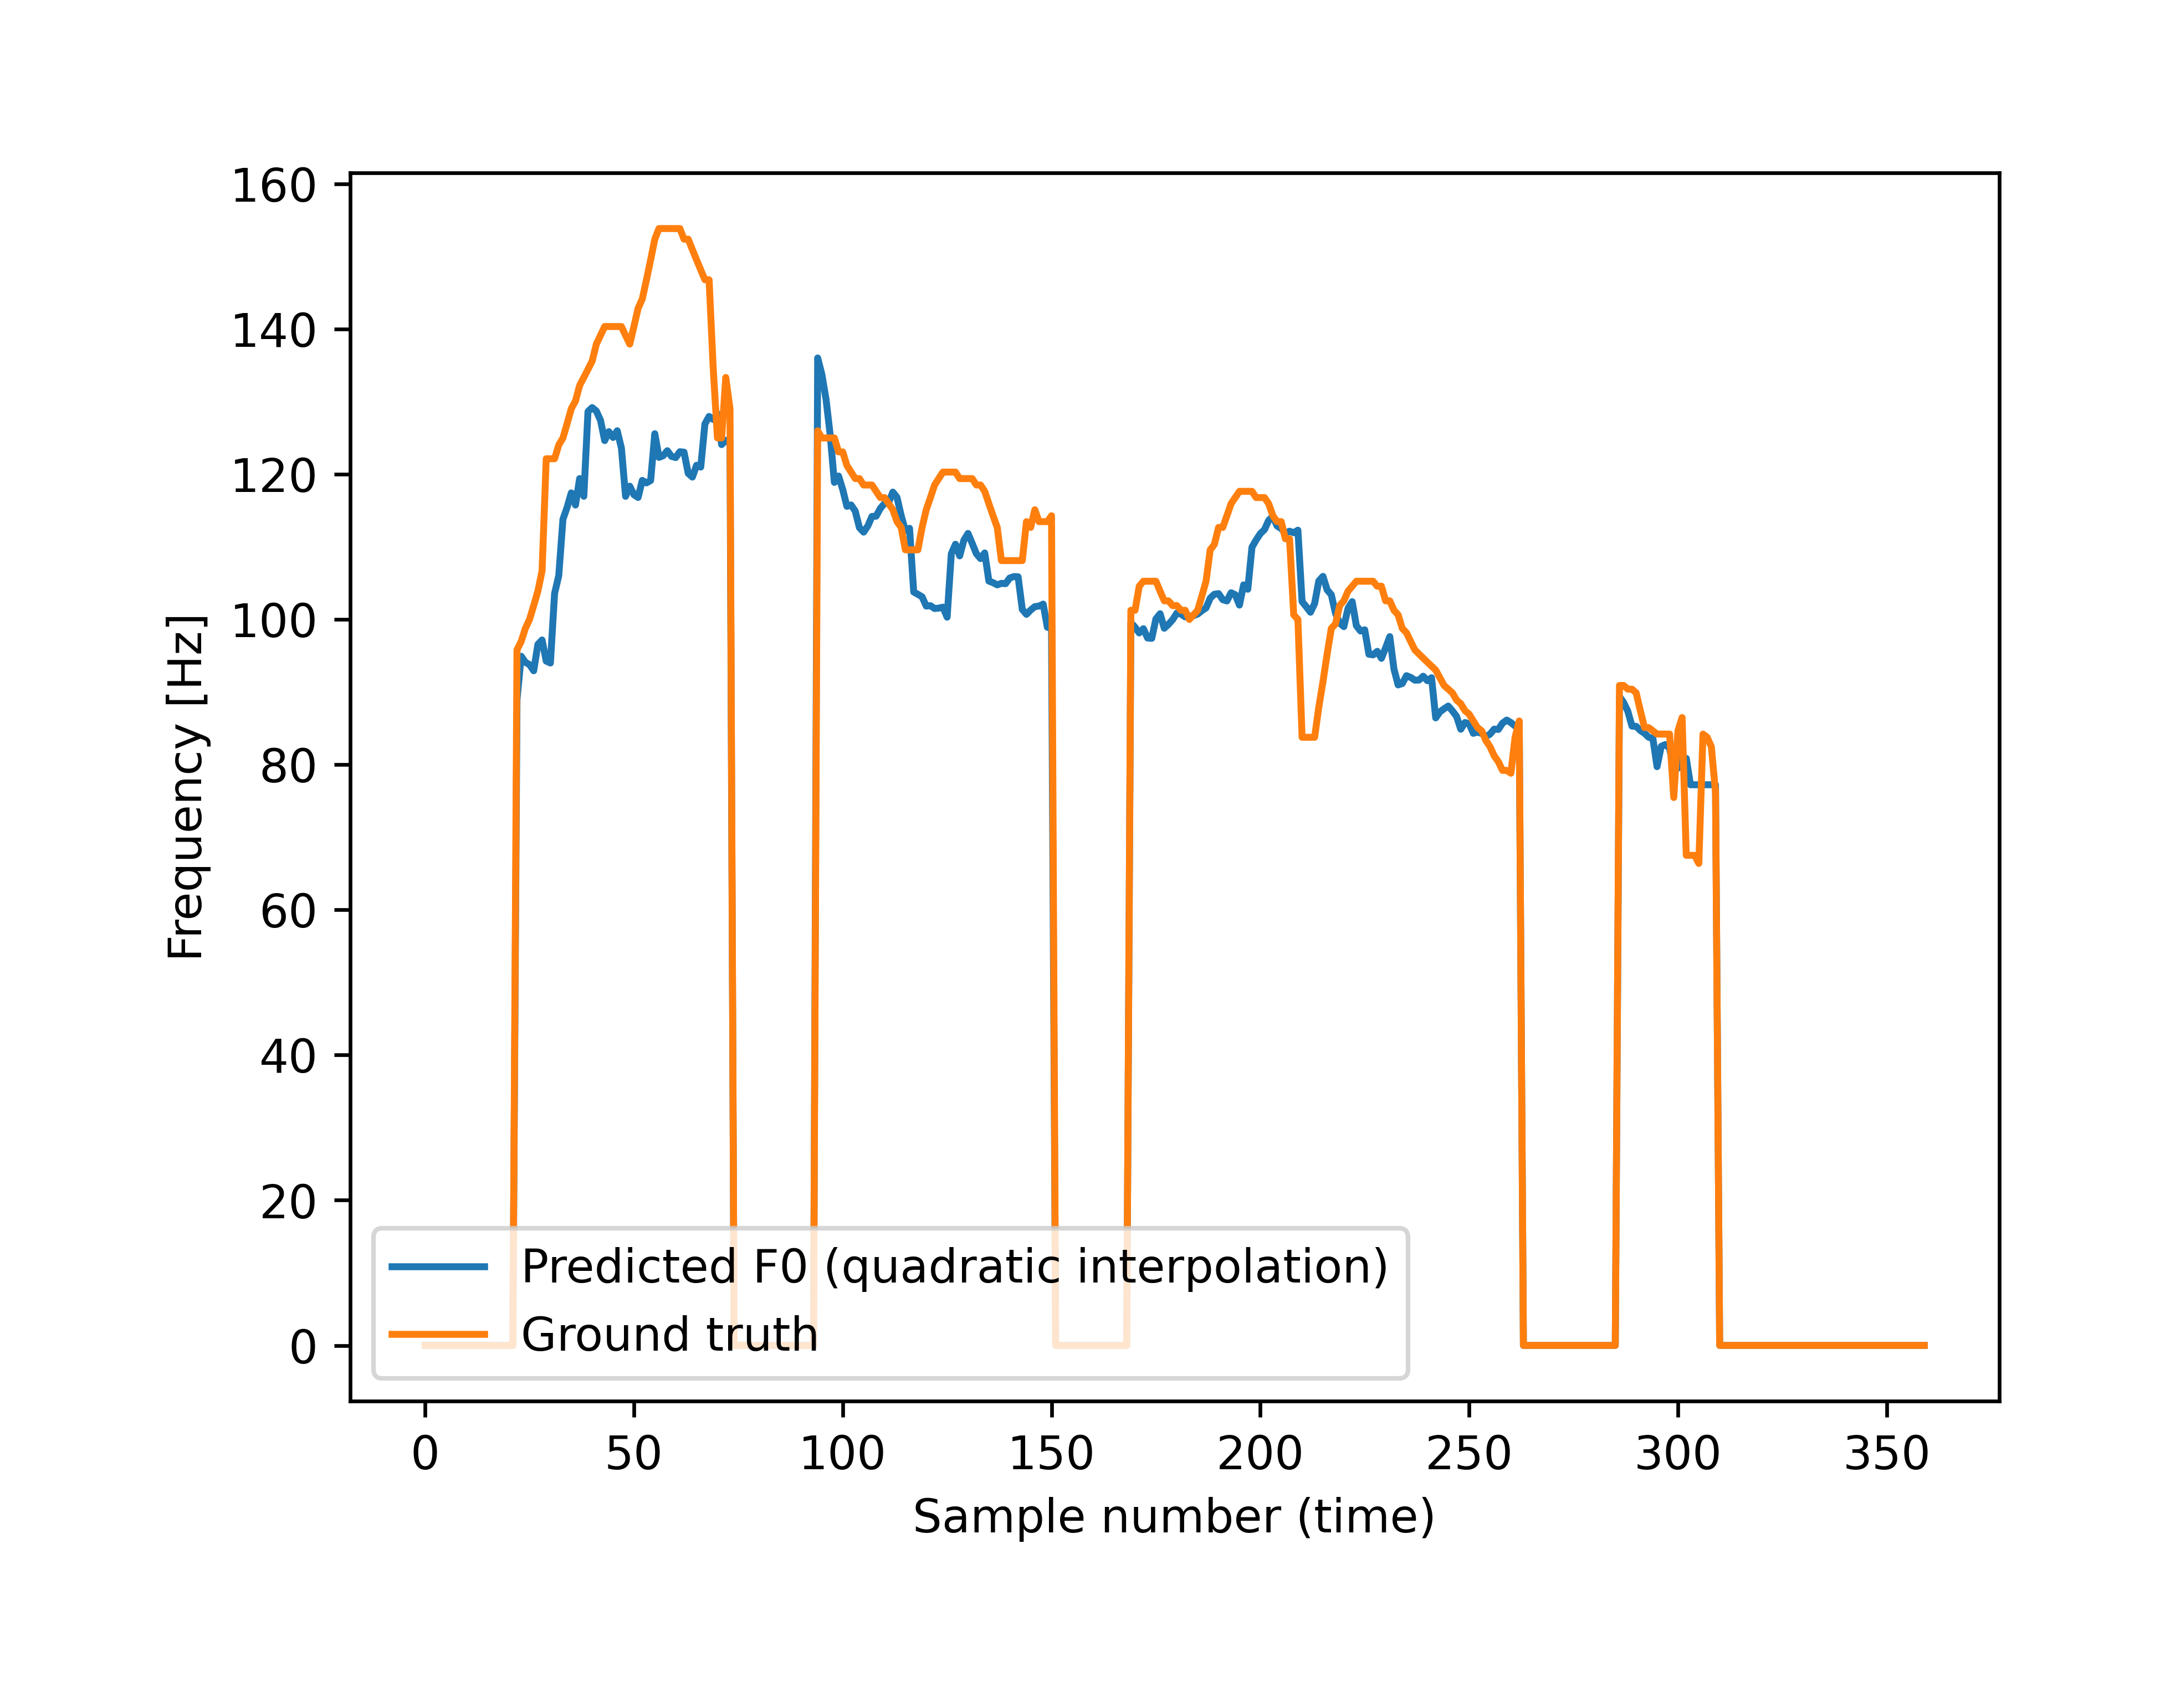 160
140
120
100
80
60
40
20
0
Frequency [Hz]
Predicted F0 (quadratic interpolation)
Ground truth
0 50 100 150 200 250 300 350
Sample number (time)